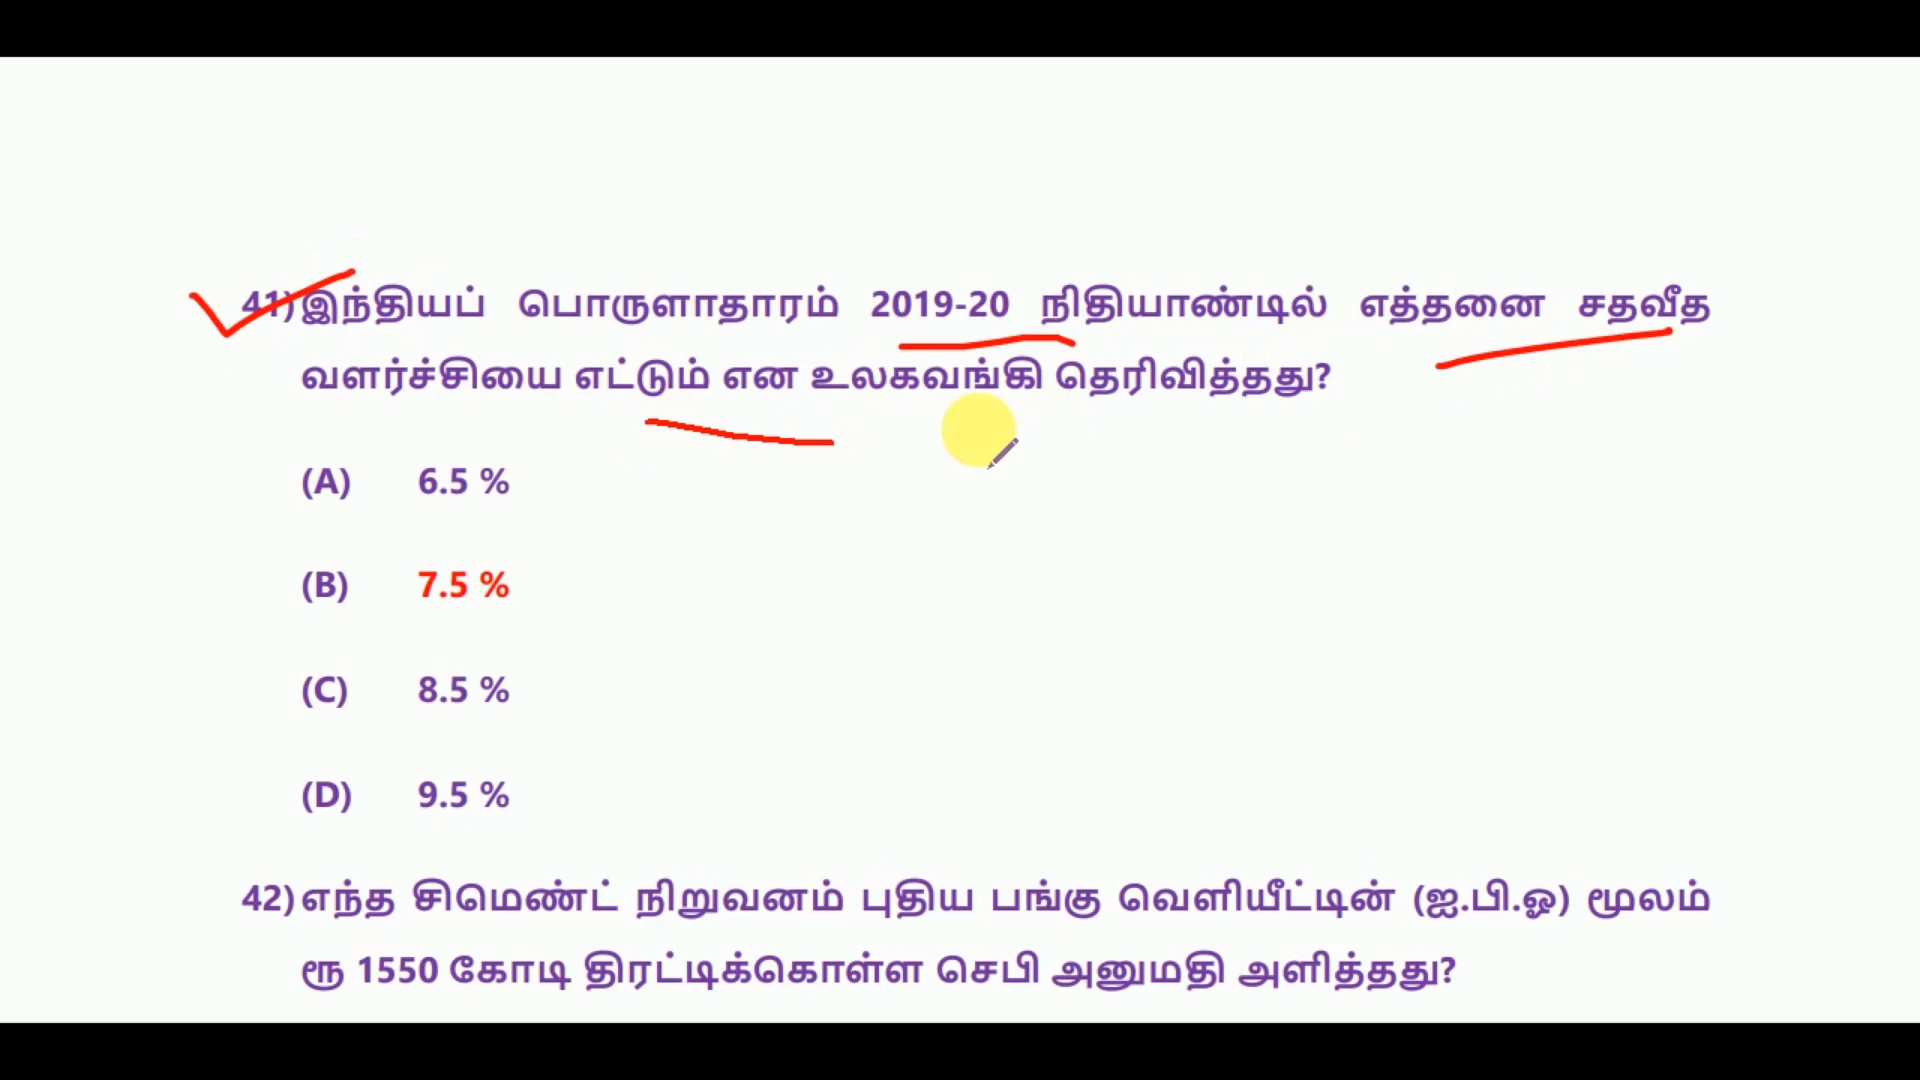 41) இந்தியப் பொருளாதாரம் 2019-20 நிதியாண்டில் எத்தனை சதவீத
வளர்ச்சியை எட்டும் என உலகவங்கி தெரிவித்தது?
(A) 6.5 %
(B) 7.5 %
(C) 8.5 %
(D) 9.5 %
42) எந்த சிமெண்ட் நிறுவனம் புதிய பங்கு வெளியீட்டின் (ஐ.பி.ஓ) மூலம்
ரூ 1550 கோடி திரட்டிக்கொள்ள செபி அனுமதி அளித்தது?